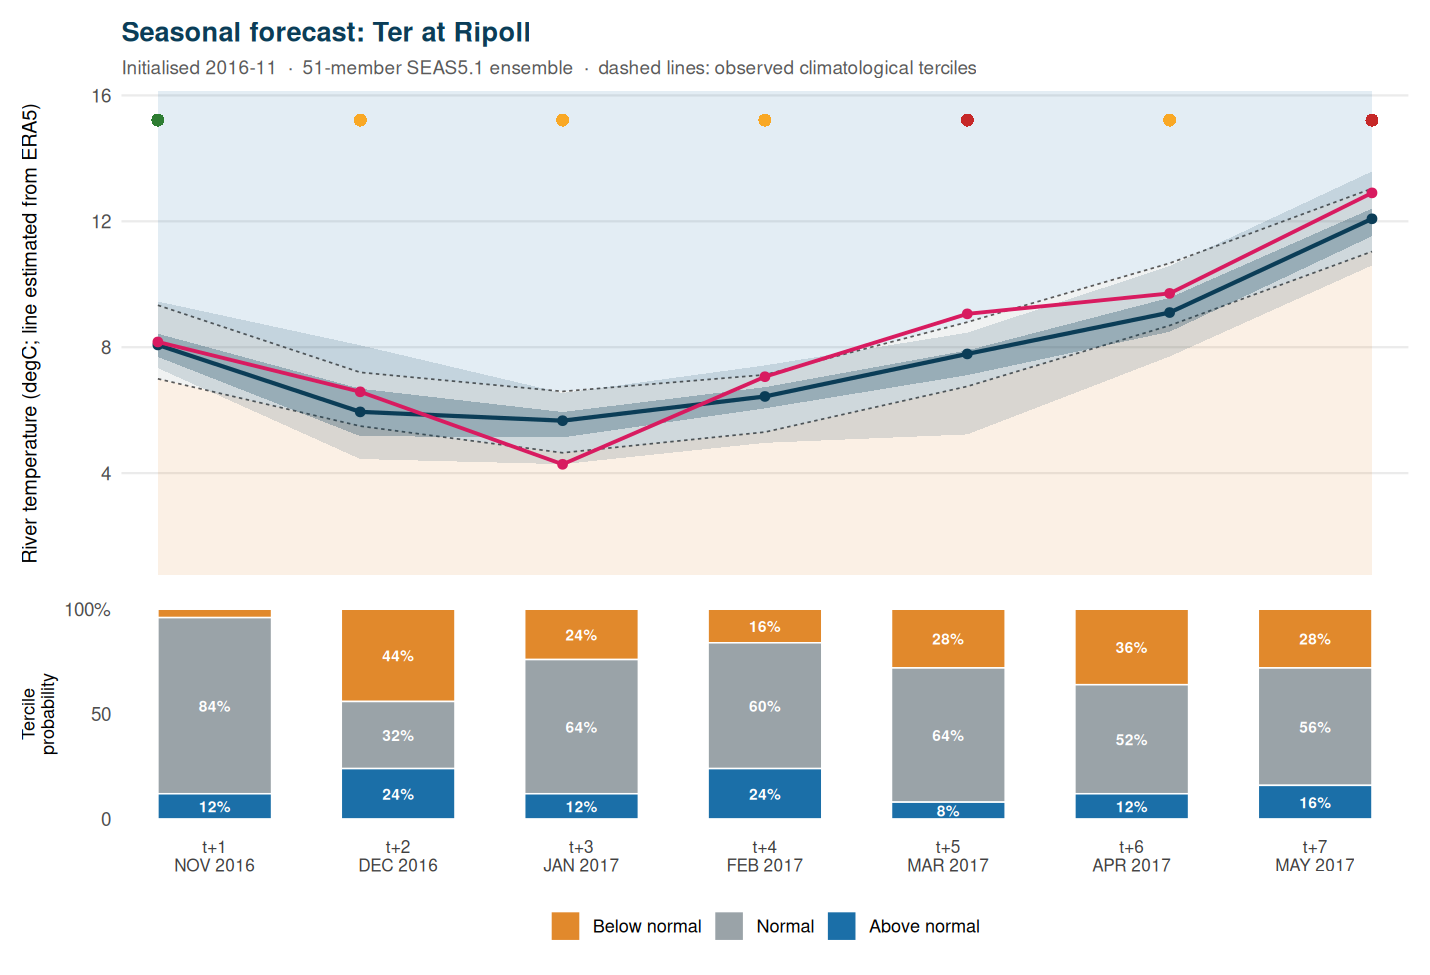 Seasonal forecast: Ter at Ripoll
Initialised 2016-11 · 51-member SEAS5.1 ensemble · dashed lines: observed climatological terciles
River temperature (degC; line estimated from ERA5)
16
12
8
4
Tercile
probability
100%
50
0
84%
12%
44%
32%
24%
24%
64%
12%
16%
60%
24%
28%
64%
8%
36%
52%
12%
28%
56%
16%
t+1
NOV 2016
t+2
DEC 2016
t+3
JAN 2017
t+4
FEB 2017
t+5
MAR 2017
t+6
APR 2017
t+7
MAY 2017
Below normal
Normal
Above normal